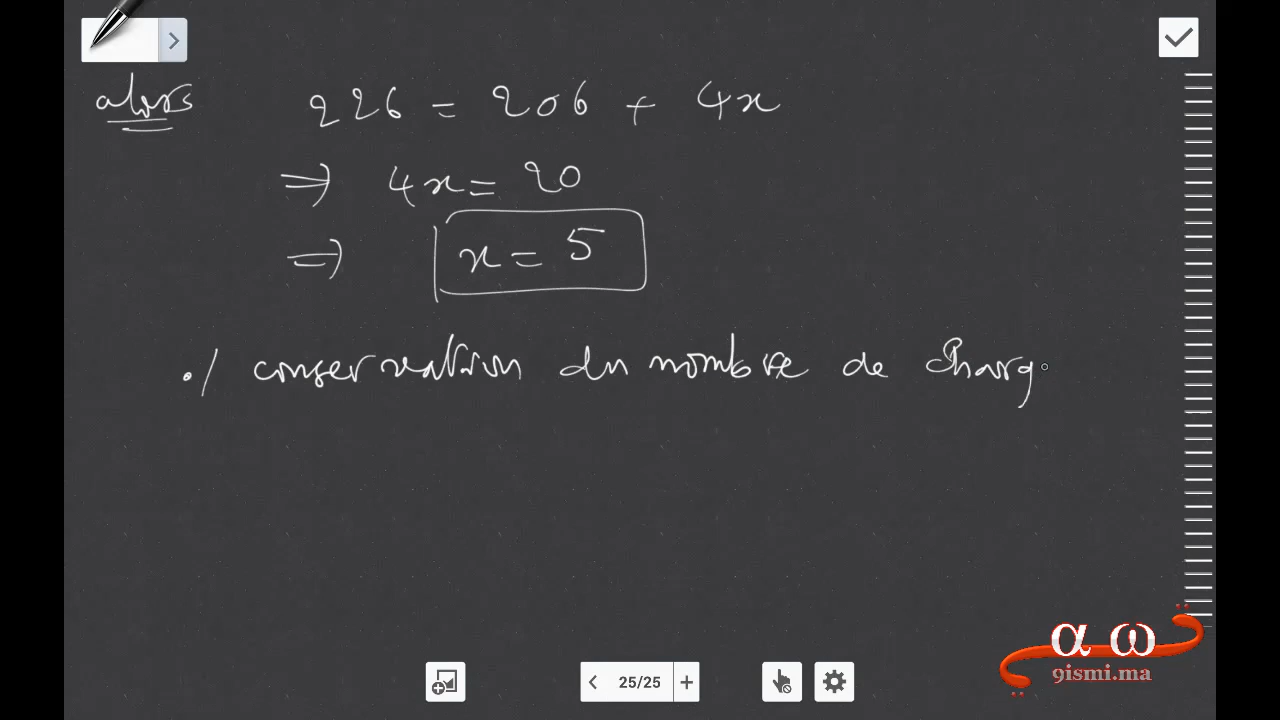 alors 226 = 206 + 4x
⇒ 4x = 20
⇒ x = 5
./ conservation du nombre de charg
25/25
α ω
9ismi.ma